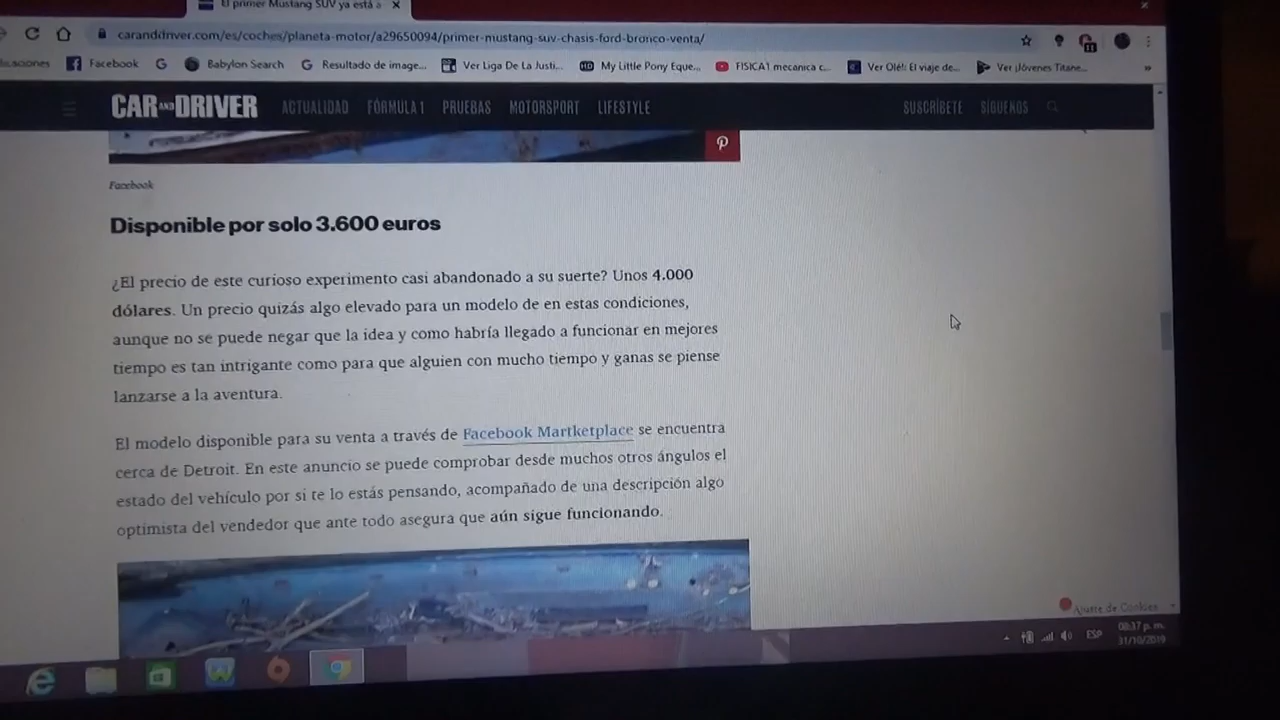 El primer Mustang SUV ya está a
caranddriver.com/es/coches/planeta-motor/a29650094/primer-mustang-suv-chasis-ford-bronco-venta/
Facebook
Babylon Search
Resultado de image...
Ver Liga De La Justi...
My Little Pony Eque...
FISICA1 mecanica c...
Ver Olé!: El viaje de...
Ver ¡Jóvenes Titane...
»
CAR AND DRIVER
ACTUALIDAD
FÓRMULA 1
PRUEBAS
MOTORSPORT
LIFESTYLE
SUSCRÍBETE
SÍGUENOS
Facebook
Disponible por solo 3.600 euros
¿El precio de este curioso experimento casi abandonado a su suerte? Unos 4.000
dólares. Un precio quizás algo elevado para un modelo de en estas condiciones,
aunque no se puede negar que la idea y como habría llegado a funcionar en mejores
tiempo es tan intrigante como para que alguien con mucho tiempo y ganas se piense
lanzarse a la aventura.
El modelo disponible para su venta a través de Facebook Martketplace se encuentra
cerca de Detroit. En este anuncio se puede comprobar desde muchos otros ángulos el
estado del vehículo por si te lo estás pensando, acompañado de una descripción algo
optimista del vendedor que ante todo asegura que aún sigue funcionando.
Ajuste de Cookies
ESP
08:37 p. m.
31/10/2019